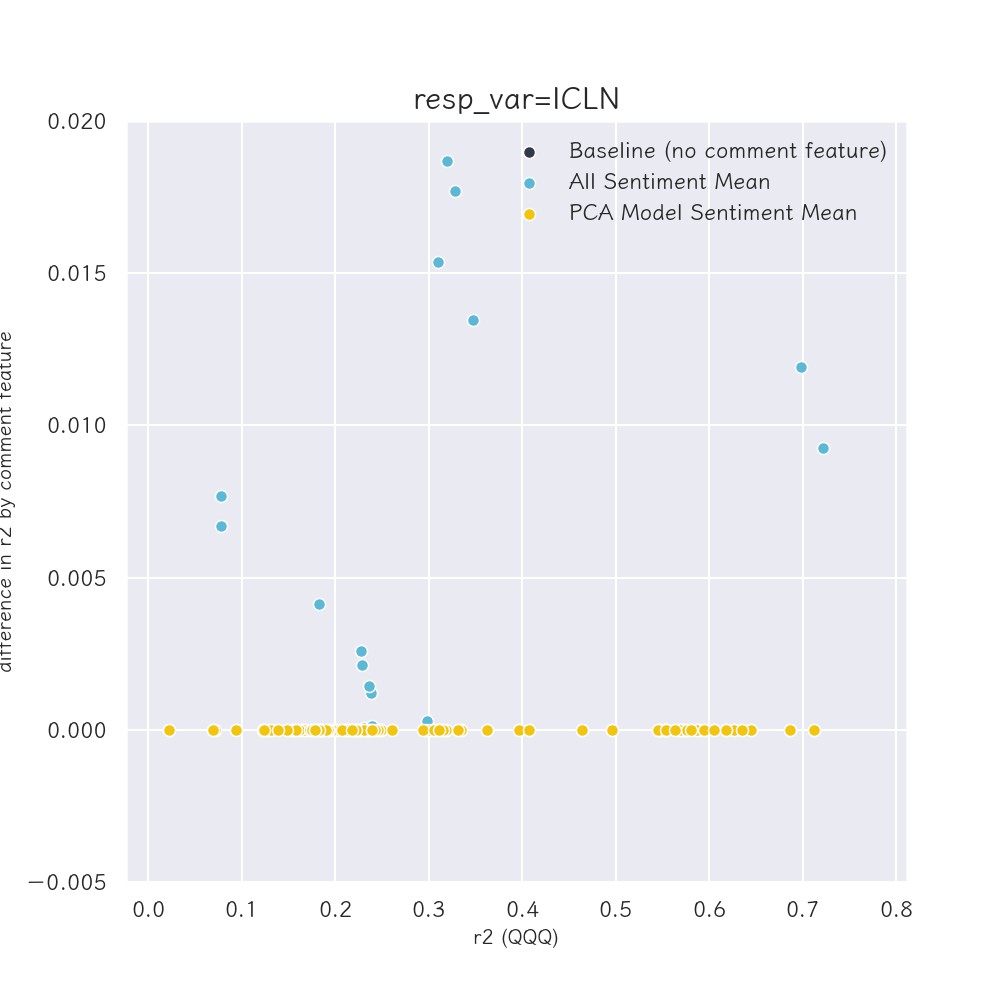 resp_var=ICLN
0.020
0.015
0.010
0.005
0.000
−0.005
difference in r2 by comment feature
Baseline (no comment feature)
All Sentiment Mean
PCA Model Sentiment Mean
0.0 0.1 0.2 0.3 0.4 0.5 0.6 0.7 0.8
r2 (QQQ)